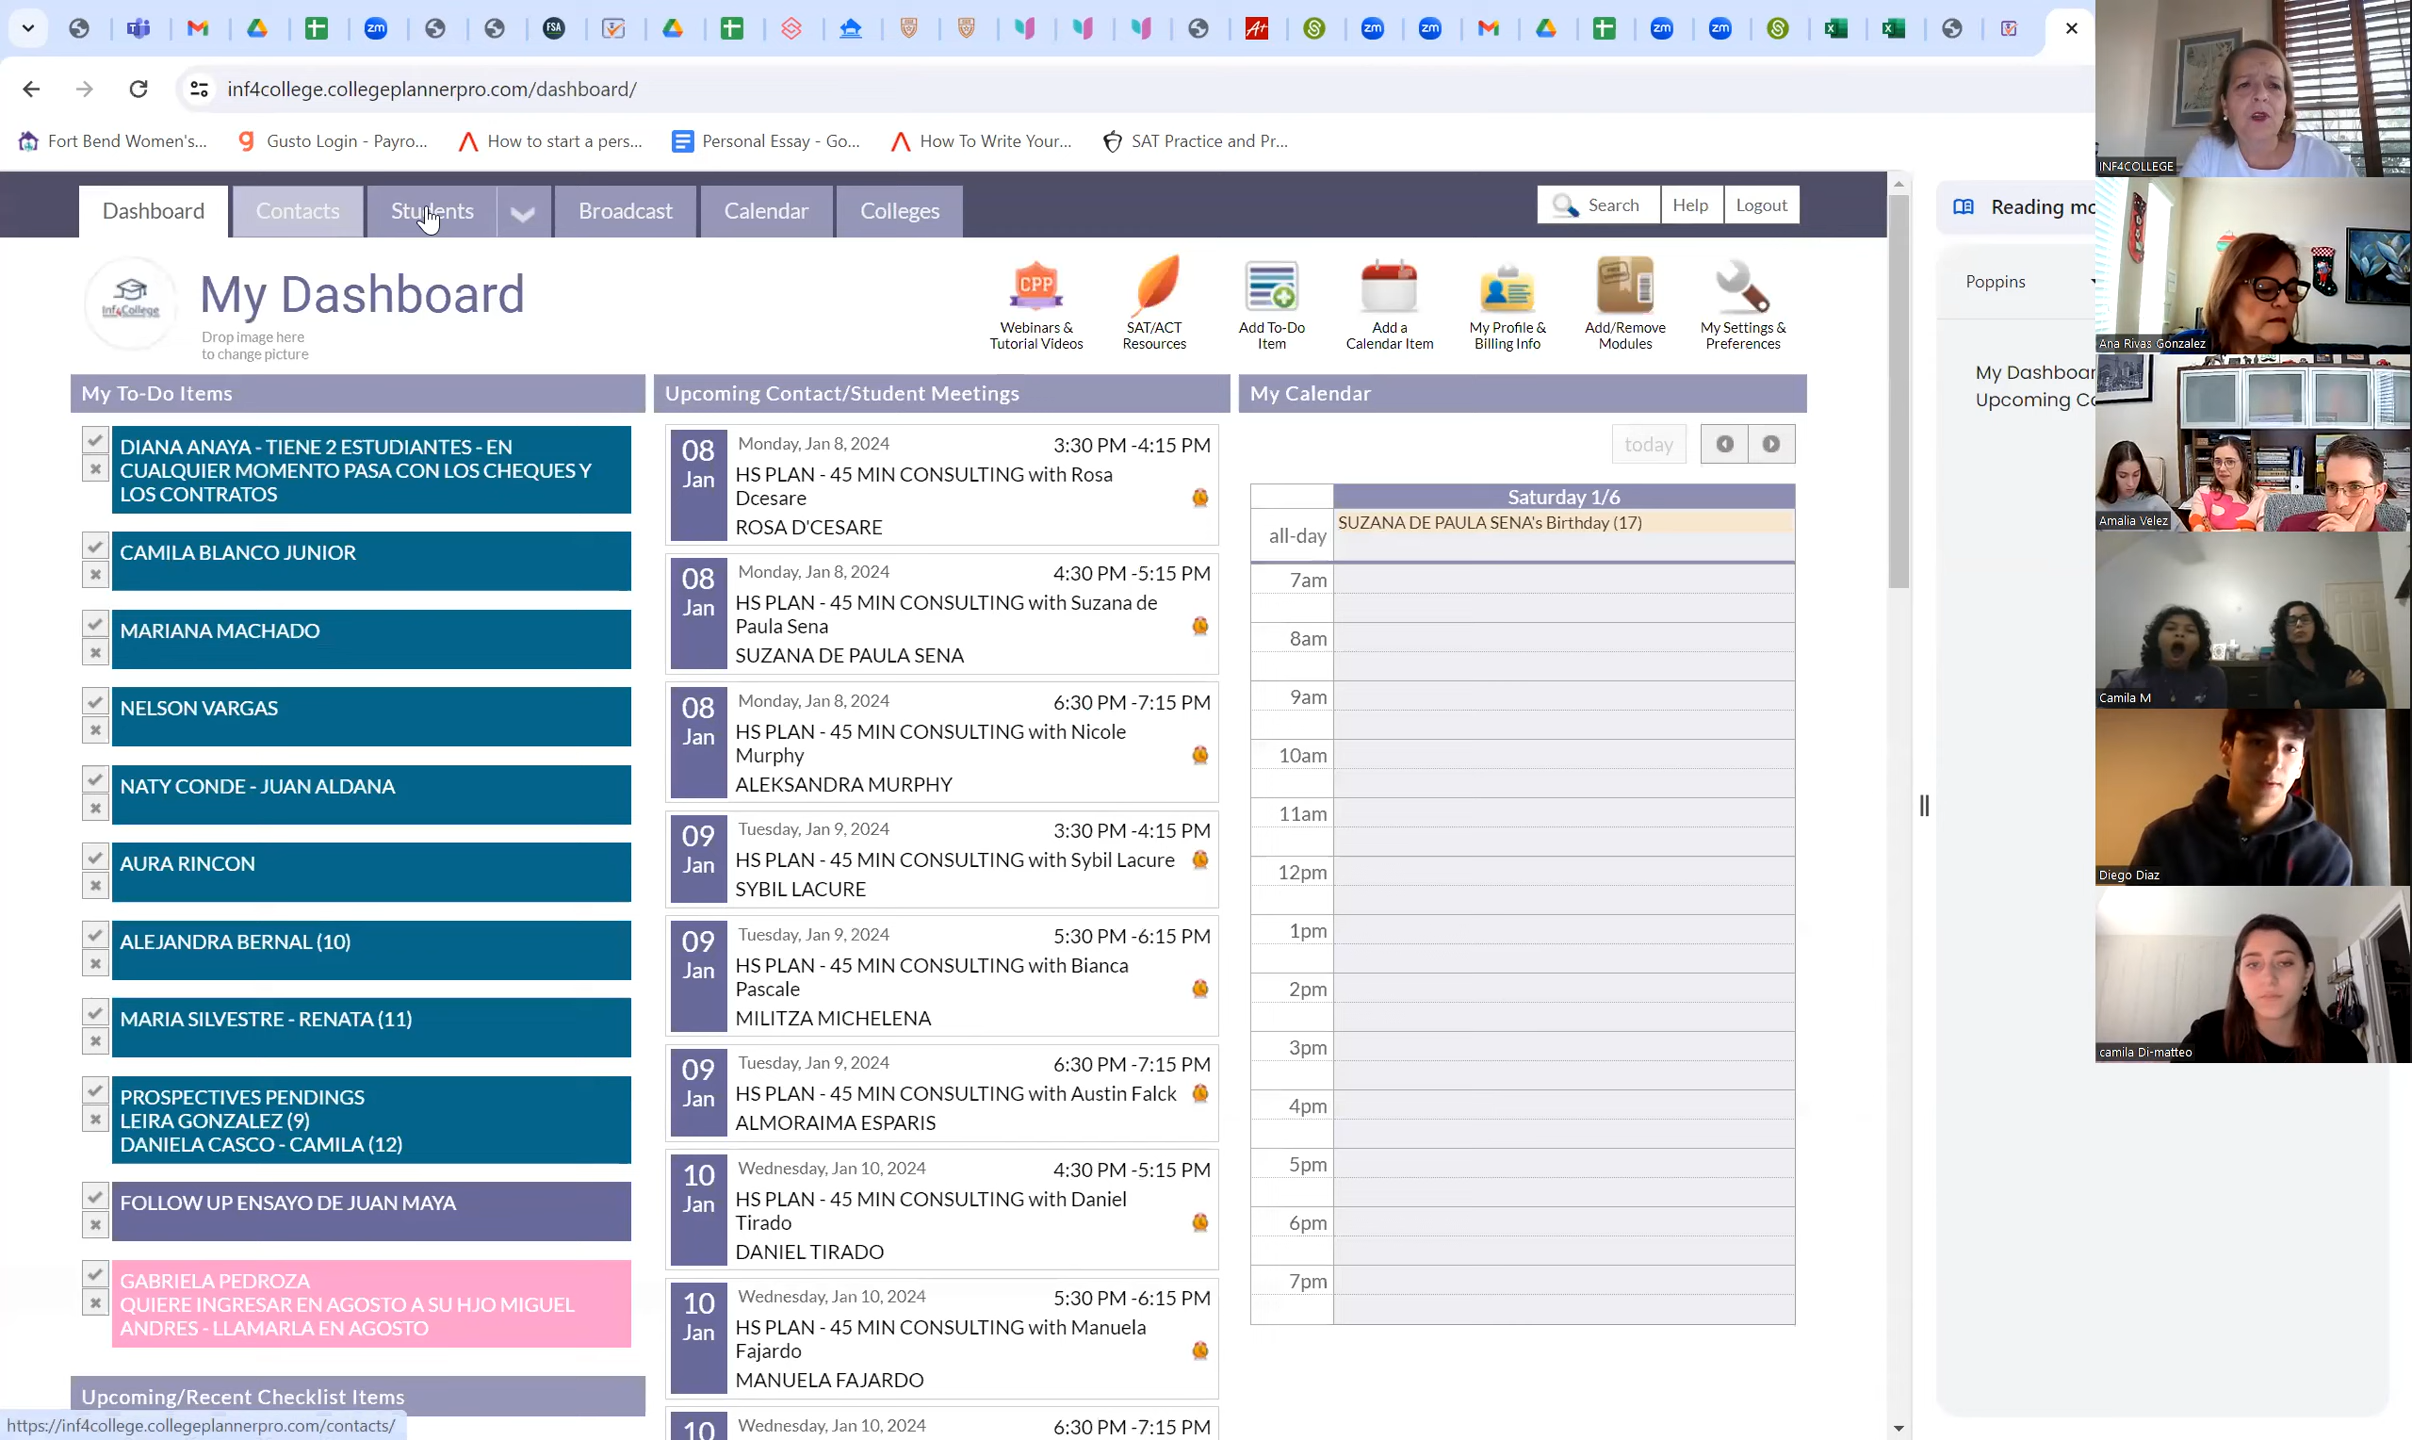 inf4college.collegeplannerpro.com/dashboard/
Fort Bend Women's...
Gusto Login - Payro...
How to start a pers...
Personal Essay - Go...
How To Write Your...
SAT Practice and Pr...
Dashboard
Contacts
Students
Broadcast
Calendar
Colleges
Search
Help
Logout
Inf4College
My Dashboard
Drop image here
to change picture
CPP
Webinars &
Tutorial Videos
SAT/ACT
Resources
Add To-Do
Item
Add a
Calendar Item
My Profile &
Billing Info
Add/Remove
Modules
My Settings &
Preferences
My To-Do Items
DIANA ANAYA - TIENE 2 ESTUDIANTES - EN
CUALQUIER MOMENTO PASA CON LOS CHEQUES Y
LOS CONTRATOS
CAMILA BLANCO JUNIOR
MARIANA MACHADO
NELSON VARGAS
NATY CONDE - JUAN ALDANA
AURA RINCON
ALEJANDRA BERNAL (10)
MARIA SILVESTRE - RENATA (11)
PROSPECTIVES PENDINGS
LEIRA GONZALEZ (9)
DANIELA CASCO - CAMILA (12)
FOLLOW UP ENSAYO DE JUAN MAYA
GABRIELA PEDROZA
QUIERE INGRESAR EN AGOSTO A SU HJO MIGUEL
ANDRES - LLAMARLA EN AGOSTO
Upcoming/Recent Checklist Items
https://inf4college.collegeplannerpro.com/contacts/
Upcoming Contact/Student Meetings
08 Jan
Monday, Jan 8, 2024 3:30 PM -4:15 PM
HS PLAN - 45 MIN CONSULTING with Rosa
Dcesare
ROSA D'CESARE
08 Jan
Monday, Jan 8, 2024 4:30 PM -5:15 PM
HS PLAN - 45 MIN CONSULTING with Suzana de
Paula Sena
SUZANA DE PAULA SENA
08 Jan
Monday, Jan 8, 2024 6:30 PM -7:15 PM
HS PLAN - 45 MIN CONSULTING with Nicole
Murphy
ALEKSANDRA MURPHY
09 Jan
Tuesday, Jan 9, 2024 3:30 PM -4:15 PM
HS PLAN - 45 MIN CONSULTING with Sybil Lacure
SYBIL LACURE
09 Jan
Tuesday, Jan 9, 2024 5:30 PM -6:15 PM
HS PLAN - 45 MIN CONSULTING with Bianca
Pascale
MILITZA MICHELENA
09 Jan
Tuesday, Jan 9, 2024 6:30 PM -7:15 PM
HS PLAN - 45 MIN CONSULTING with Austin Falck
ALMORAIMA ESPARIS
10 Jan
Wednesday, Jan 10, 2024 4:30 PM -5:15 PM
HS PLAN - 45 MIN CONSULTING with Daniel
Tirado
DANIEL TIRADO
10 Jan
Wednesday, Jan 10, 2024 5:30 PM -6:15 PM
HS PLAN - 45 MIN CONSULTING with Manuela
Fajardo
MANUELA FAJARDO
10
Wednesday, Jan 10, 2024 6:30 PM -7:15 PM
My Calendar
today
Saturday 1/6
all-day
SUZANA DE PAULA SENA's Birthday (17)
7am
8am
9am
10am
11am
12pm
1pm
2pm
3pm
4pm
5pm
6pm
7pm
Reading mo
Poppins
My Dashboar
Upcoming Co
INF4COLLEGE
Ana Rivas Gonzalez
Amalia Velez
Camila M
Diego Diaz
camila Di-matteo